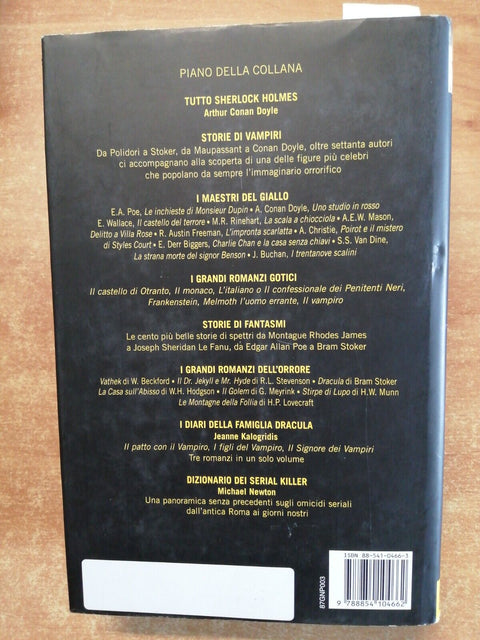 PIANO DELLA COLLANA
TUTTO SHERLOCK HOLMES
Arthur Conan Doyle
STORIE DI VAMPIRI
Da Polidori a Stoker, da Maupassant a Conan Doyle, oltre settanta autori
ci accompagnano alla scoperta di una delle figure più celebri
che popolano da sempre l'immaginario orrorifico
I MAESTRI DEL GIALLO
E.A. Poe, Le inchieste di Monsieur Dupin • A. Conan Doyle, Uno studio in rosso
E. Wallace, Il castello del terrore • M.R. Rinehart, La scala a chiocciola • A.E.W. Mason,
Delitto a Villa Rose • R. Austin Freeman, L'impronta scarlatta • A. Christie, Poirot e il mistero
di Styles Court • E. Derr Biggers, Charlie Chan e la casa senza chiavi • S.S. Van Dine,
La strana morte del signor Benson • J. Buchan, I trentanove scalini
I GRANDI ROMANZI GOTICI
Il castello di Otranto, Il monaco, L'italiano o Il confessionale dei Penitenti Neri,
Frankenstein, Melmoth l'uomo errante, Il vampiro
STORIE DI FANTASMI
Le cento più belle storie di spettri da Montague Rhodes James
a Joseph Sheridan Le Fanu, da Edgar Allan Poe a Bram Stoker
I GRANDI ROMANZI DELL'ORRORE
Vathek di W. Beckford • Il Dr. Jekyll e Mr. Hyde di R.L. Stevenson • Dracula di Bram Stoker
La Casa sull'Abisso di W.H. Hodgson • Il Golem di G. Meyrink • Stirpe di Lupo di H.W. Munn
Le Montagne della Follia di H.P. Lovecraft
I DIARI DELLA FAMIGLIA DRACULA
Jeanne Kalogridis
Il patto con il Vampiro, I figli del Vampiro, Il Signore dei Vampiri
Tre romanzi in un solo volume
DIZIONARIO DEI SERIAL KILLER
Michael Newton
Una panoramica senza precedenti sugli omicidi seriali
dall'antica Roma ai giorni nostri
ISBN 88-541-0466-3
87GNP003
9 788854 104662